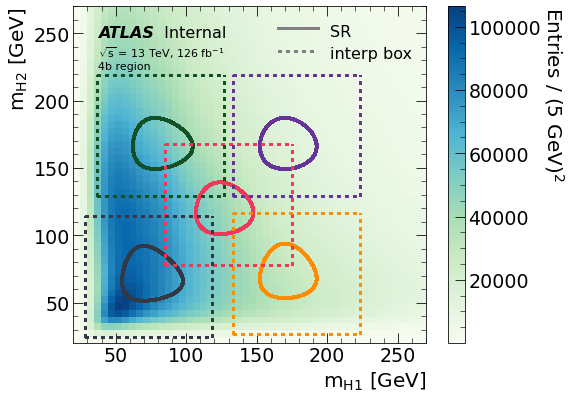 ATLAS Internal
√s = 13 TeV, 126 fb⁻¹
4b region
SR
interp box
m_H2 [GeV]
250
200
150
100
50
50 100 150 200 250
m_H1 [GeV]
100000
80000
60000
40000
20000
Entries / (5 GeV)²